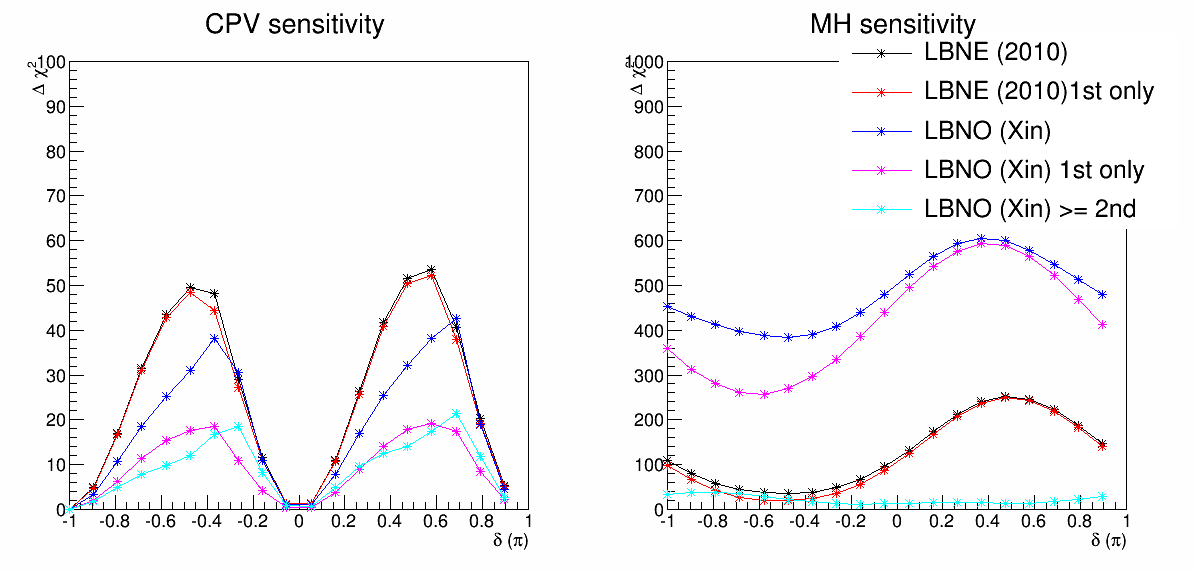 CPV sensitivity
Δ χ²
100
90
80
70
60
50
40
30
20
10
0
-1 -0.8 -0.6 -0.4 -0.2 0 0.2 0.4 0.6 0.8 1
δ (π)
MH sensitivity
LBNE (2010)
LBNE (2010)1st only
LBNO (Xin)
LBNO (Xin) 1st only
LBNO (Xin) >= 2nd
Δ χ²
1000
900
800
700
600
500
400
300
200
100
0
-1 -0.8 -0.6 -0.4 -0.2 0 0.2 0.4 0.6 0.8 1
δ (π)